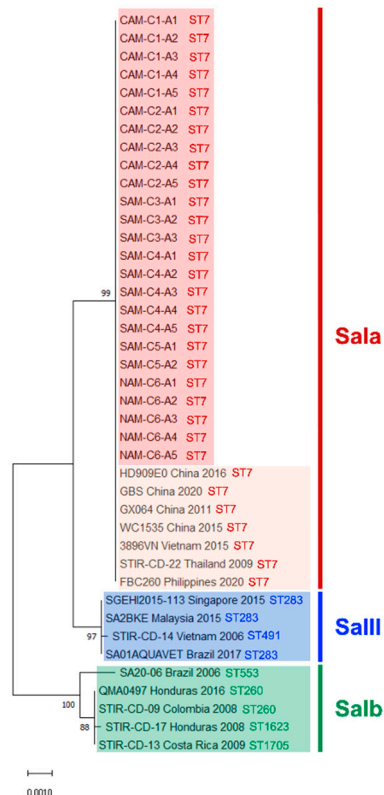 CAM-C1-A1 ST7
CAM-C1-A2 ST7
CAM-C1-A3 ST7
CAM-C1-A4 ST7
CAM-C1-A5 ST7
CAM-C2-A1 ST7
CAM-C2-A2 ST7
CAM-C2-A3 ST7
CAM-C2-A4 ST7
CAM-C2-A5 ST7
SAM-C3-A1 ST7
SAM-C3-A2 ST7
SAM-C3-A3 ST7
SAM-C4-A1 ST7
SAM-C4-A2 ST7
99
SAM-C4-A3 ST7
SAM-C4-A4 ST7
SAM-C4-A5 ST7
SaIa
SAM-C5-A1 ST7
SAM-C5-A2 ST7
NAM-C6-A1 ST7
NAM-C6-A2 ST7
NAM-C6-A3 ST7
NAM-C6-A4 ST7
NAM-C6-A5 ST7
HD909E0 China 2016 ST7
GBS China 2020 ST7
GX064 China 2011 ST7
WC1535 China 2015 ST7
3896VN Vietnam 2015 ST7
STIR-CD-22 Thailand 2009 ST7
FBC260 Philippines 2020 ST7
SGEHI2015-113 Singapore 2015 ST283
SA2BKE Malaysia 2015 ST283
SaIII
97
STIR-CD-14 Vietnam 2006 ST491
SA01AQUAVET Brazil 2017 ST283
SA20-06 Brazil 2006 ST553
QMA0497 Honduras 2016 ST260
100
STIR-CD-09 Colombia 2008 ST260
SaIb
88
STIR-CD-17 Honduras 2008 ST1623
STIR-CD-13 Costa Rica 2009 ST1705
0.0010